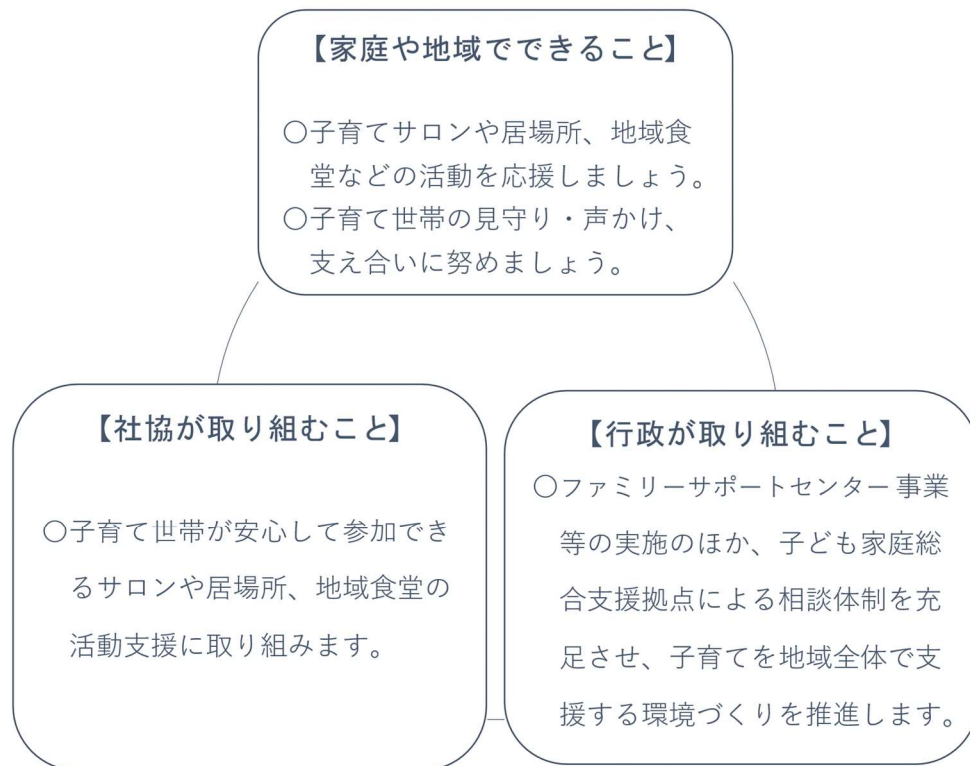 【家庭や地域でできること】
○子育てサロンや居場所、地域食
堂などの活動を応援しましょう。
○子育て世帯の見守り・声かけ、
支え合いに努めましょう。
【社協が取り組むこと】
○子育て世帯が安心して参加でき
るサロンや居場所、地域食堂の
活動支援に取り組みます。
【行政が取り組むこと】
○ファミリーサポートセンター事業
等の実施のほか、子ども家庭総
合支援拠点による相談体制を充
足させ、子育てを地域全体で支
援する環境づくりを推進します。